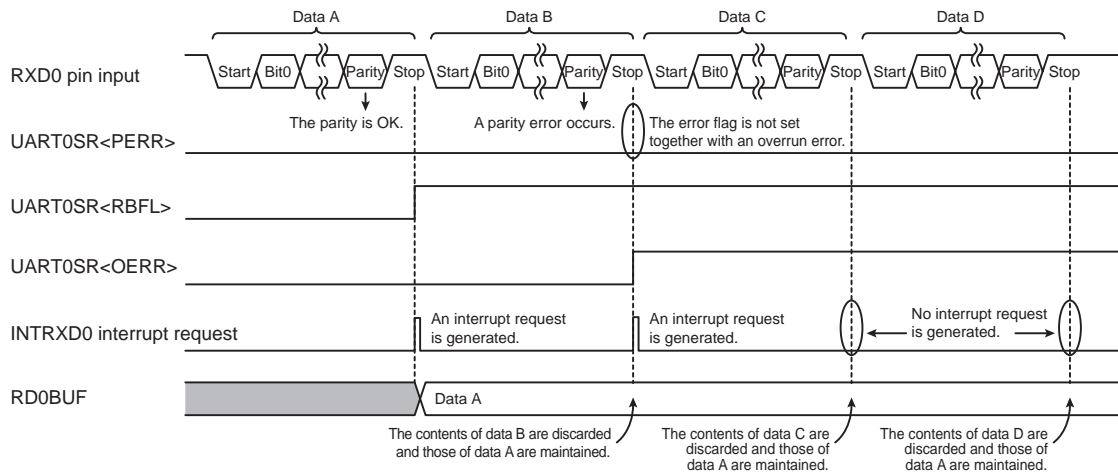 Data A Data B Data C Data D
RXD0 pin input
Start Bit0 Parity Stop Start Bit0 Parity Stop Start Bit0 Parity Stop Start Bit0 Parity Stop
The parity is OK.
A parity error occurs.
The error flag is not set
together with an overrun error.
UART0SR<PERR>
UART0SR<RBFL>
UART0SR<OERR>
INTRXD0 interrupt request
An interrupt request
is generated.
An interrupt request
is generated.
No interrupt request
is generated.
RD0BUF
Data A
The contents of data B are discarded
and those of data A are maintained.
The contents of data C are
discarded and those of
data A are maintained.
The contents of data D are
discarded and those of
data A are maintained.